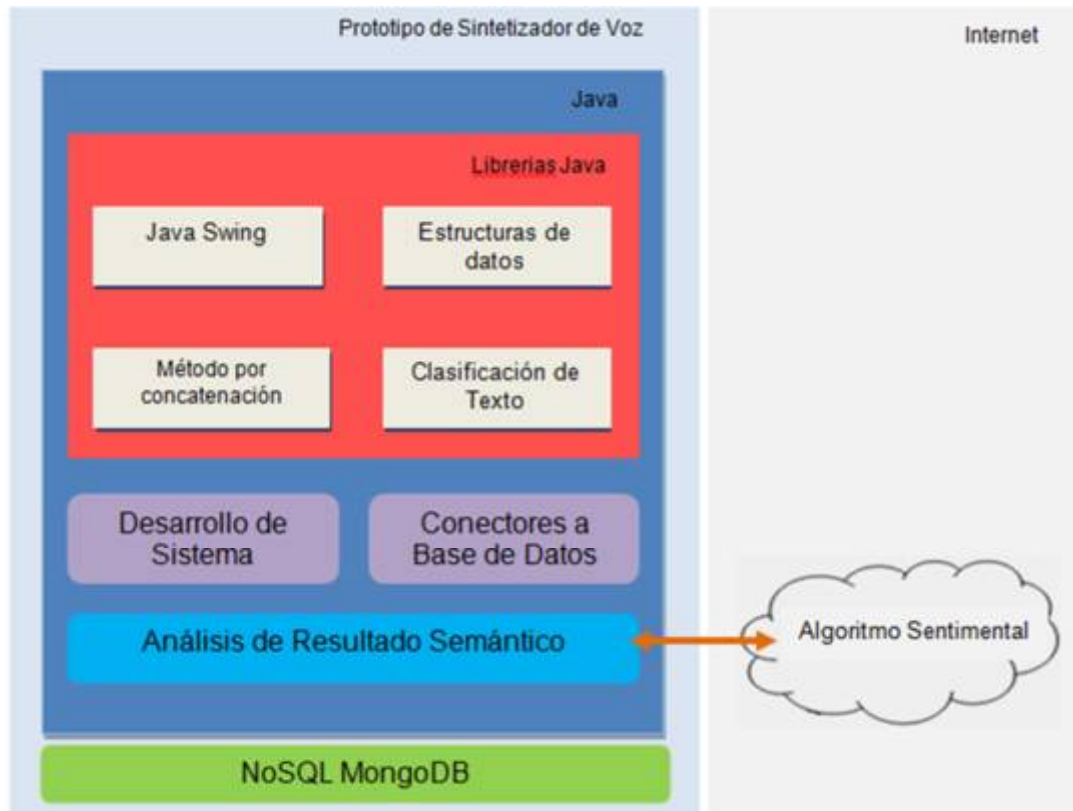 Prototipo de Sintetizador de Voz
Internet
Java
Librerias Java
Java Swing
Estructuras de
datos
Método por
concatenación
Clasificación de
Texto
Desarrollo de
Sistema
Conectores a
Base de Datos
Análisis de Resultado Semántico
Algoritmo Sentimental
NoSQL MongoDB